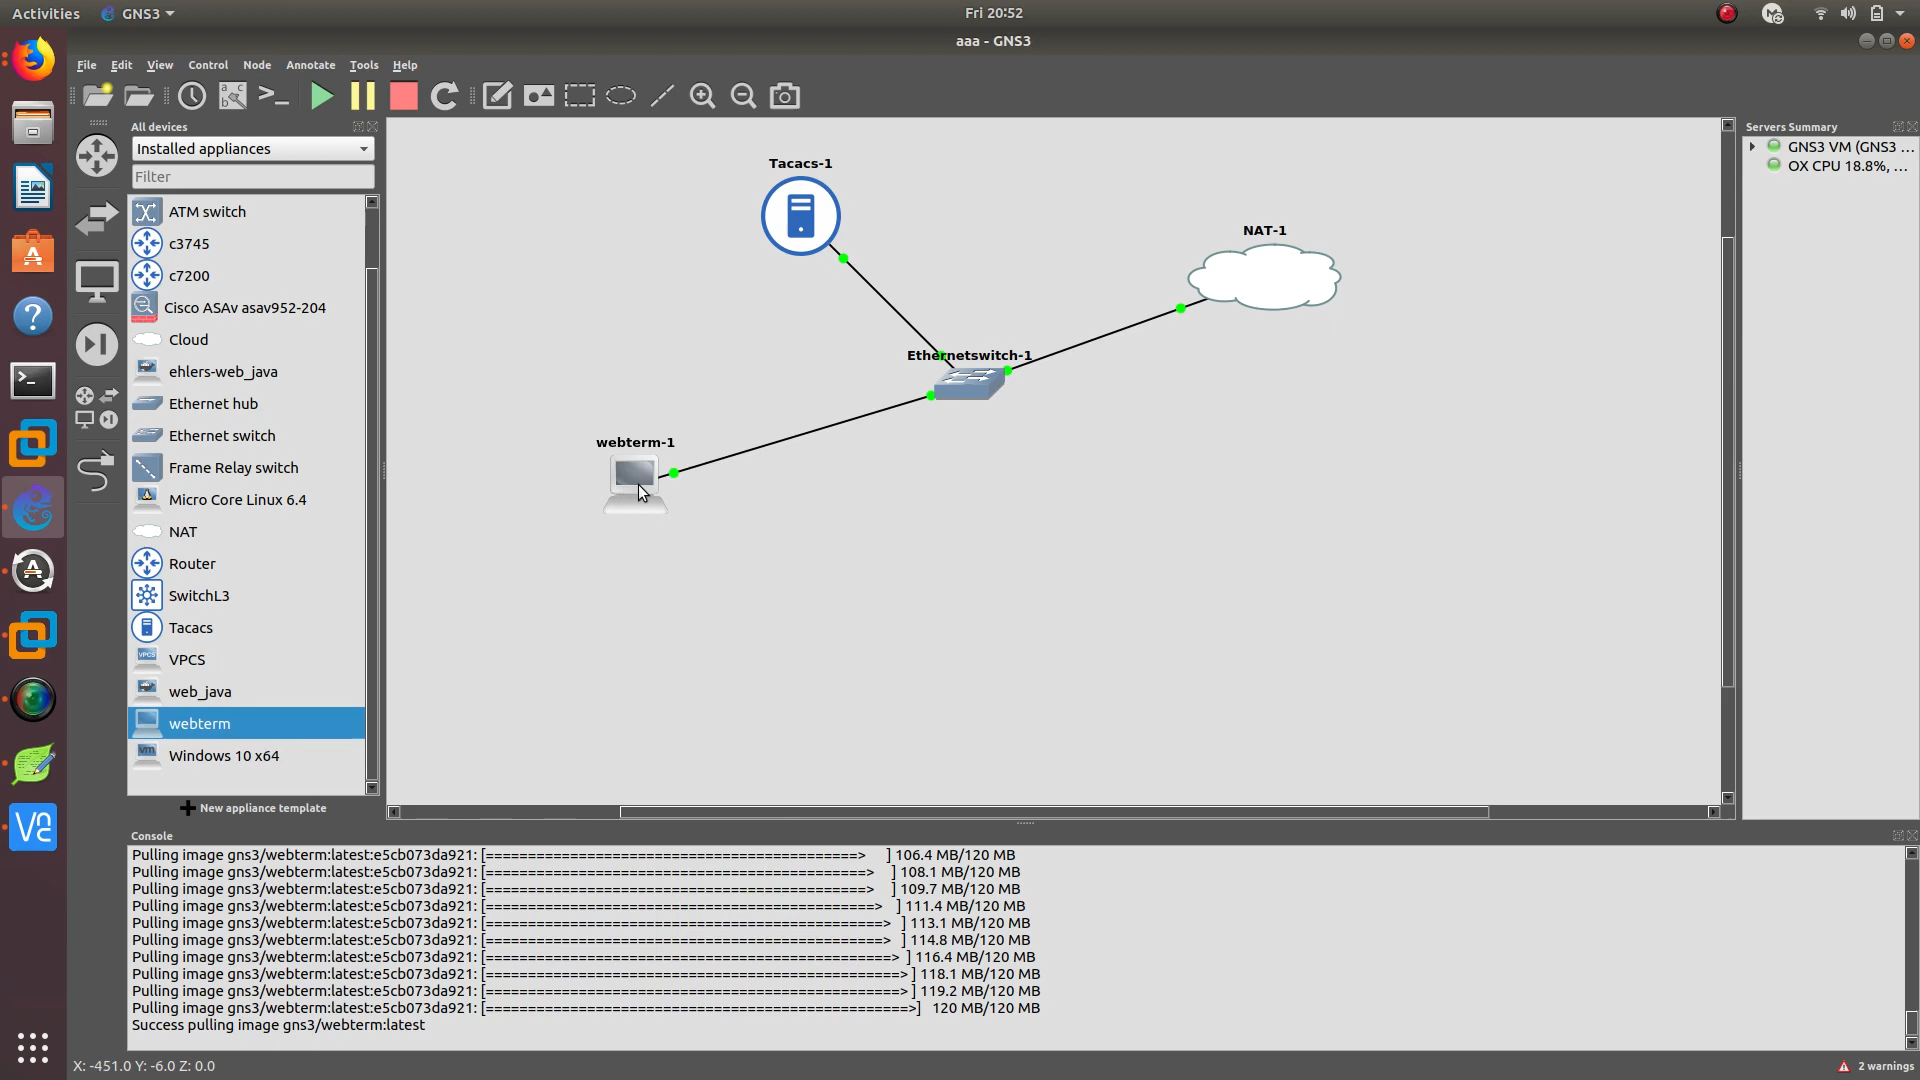 Activities
GNS3
Fri 20:52
aaa - GNS3
File Edit View Control Node Annotate Tools Help
All devices
Installed appliances
Filter
ATM switch
c3745
c7200
Cisco ASAv asav952-204
Cloud
ehlers-web_java
Ethernet hub
Ethernet switch
Frame Relay switch
Micro Core Linux 6.4
NAT
Router
SwitchL3
Tacacs
VPCS
web_java
webterm
Windows 10 x64
New appliance template
Tacacs-1
NAT-1
Ethernetswitch-1
webterm-1
Servers Summary
GNS3 VM (GNS3 ...
OX CPU 18.8%, ...
Console
Pulling image gns3/webterm:latest:e5cb073da921: [============================================> ] 106.4 MB/120 MB
Pulling image gns3/webterm:latest:e5cb073da921: [=============================================> ] 108.1 MB/120 MB
Pulling image gns3/webterm:latest:e5cb073da921: [=============================================> ] 109.7 MB/120 MB
Pulling image gns3/webterm:latest:e5cb073da921: [==============================================> ] 111.4 MB/120 MB
Pulling image gns3/webterm:latest:e5cb073da921: [===============================================> ] 113.1 MB/120 MB
Pulling image gns3/webterm:latest:e5cb073da921: [===============================================> ] 114.8 MB/120 MB
Pulling image gns3/webterm:latest:e5cb073da921: [================================================> ] 116.4 MB/120 MB
Pulling image gns3/webterm:latest:e5cb073da921: [=================================================> ] 118.1 MB/120 MB
Pulling image gns3/webterm:latest:e5cb073da921: [=================================================> ] 119.2 MB/120 MB
Pulling image gns3/webterm:latest:e5cb073da921: [==================================================>] 120 MB/120 MB
Success pulling image gns3/webterm:latest
X: -451.0 Y: -6.0 Z: 0.0
2 warnings